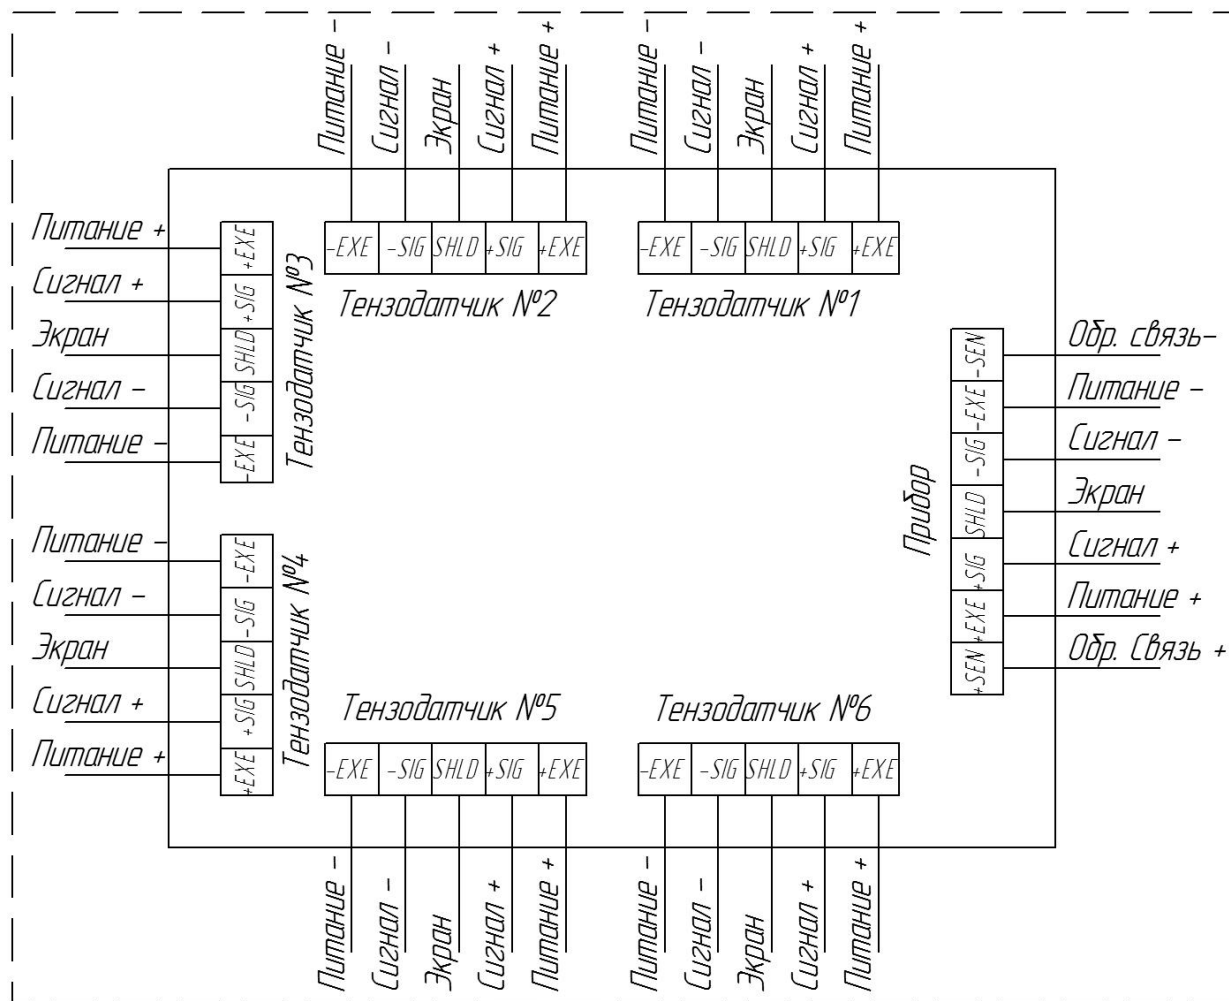 Питание -
Сигнал -
Экран
Сигнал +
Питание +
Питание -
Сигнал -
Экран
Сигнал +
Питание +
-EXE -SIG SHLD +SIG +EXE
Тензодатчик №2
-EXE -SIG SHLD +SIG +EXE
Тензодатчик №1
Питание +
Сигнал +
Экран
Сигнал -
Питание -
+EXE
+SIG
SHLD
-SIG
-EXE
Тензодатчик №3
Питание -
Сигнал -
Экран
Сигнал +
Питание +
-EXE
-SIG
SHLD
+SIG
+EXE
Тензодатчик №4
Прибор
-SEN
-EXE
-SIG
SHLD
+SIG
+EXE
+SEN
Обр. связь-
Питание -
Сигнал -
Экран
Сигнал +
Питание +
Обр. Связь +
Тензодатчик №5
-EXE -SIG SHLD +SIG +EXE
Тензодатчик №6
-EXE -SIG SHLD +SIG +EXE
Питание -
Сигнал -
Экран
Сигнал +
Питание +
Питание -
Сигнал -
Экран
Сигнал +
Питание +